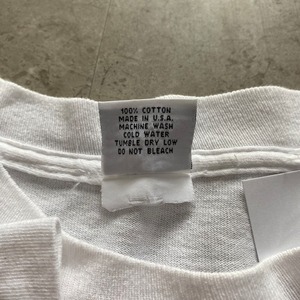 100% COTTON
MADE IN U.S.A.
MACHINE WASH
COLD WATER
TUMBLE DRY LOW
DO NOT BLEACH